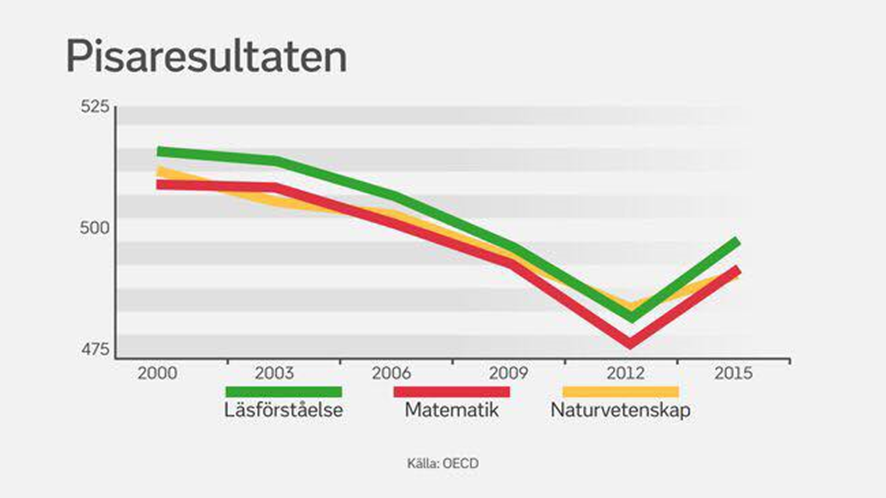 Pisaresultaten
525
500
475
2000 2003 2006 2009 2012 2015
Läsförståelse Matematik Naturvetenskap
Källa: OECD